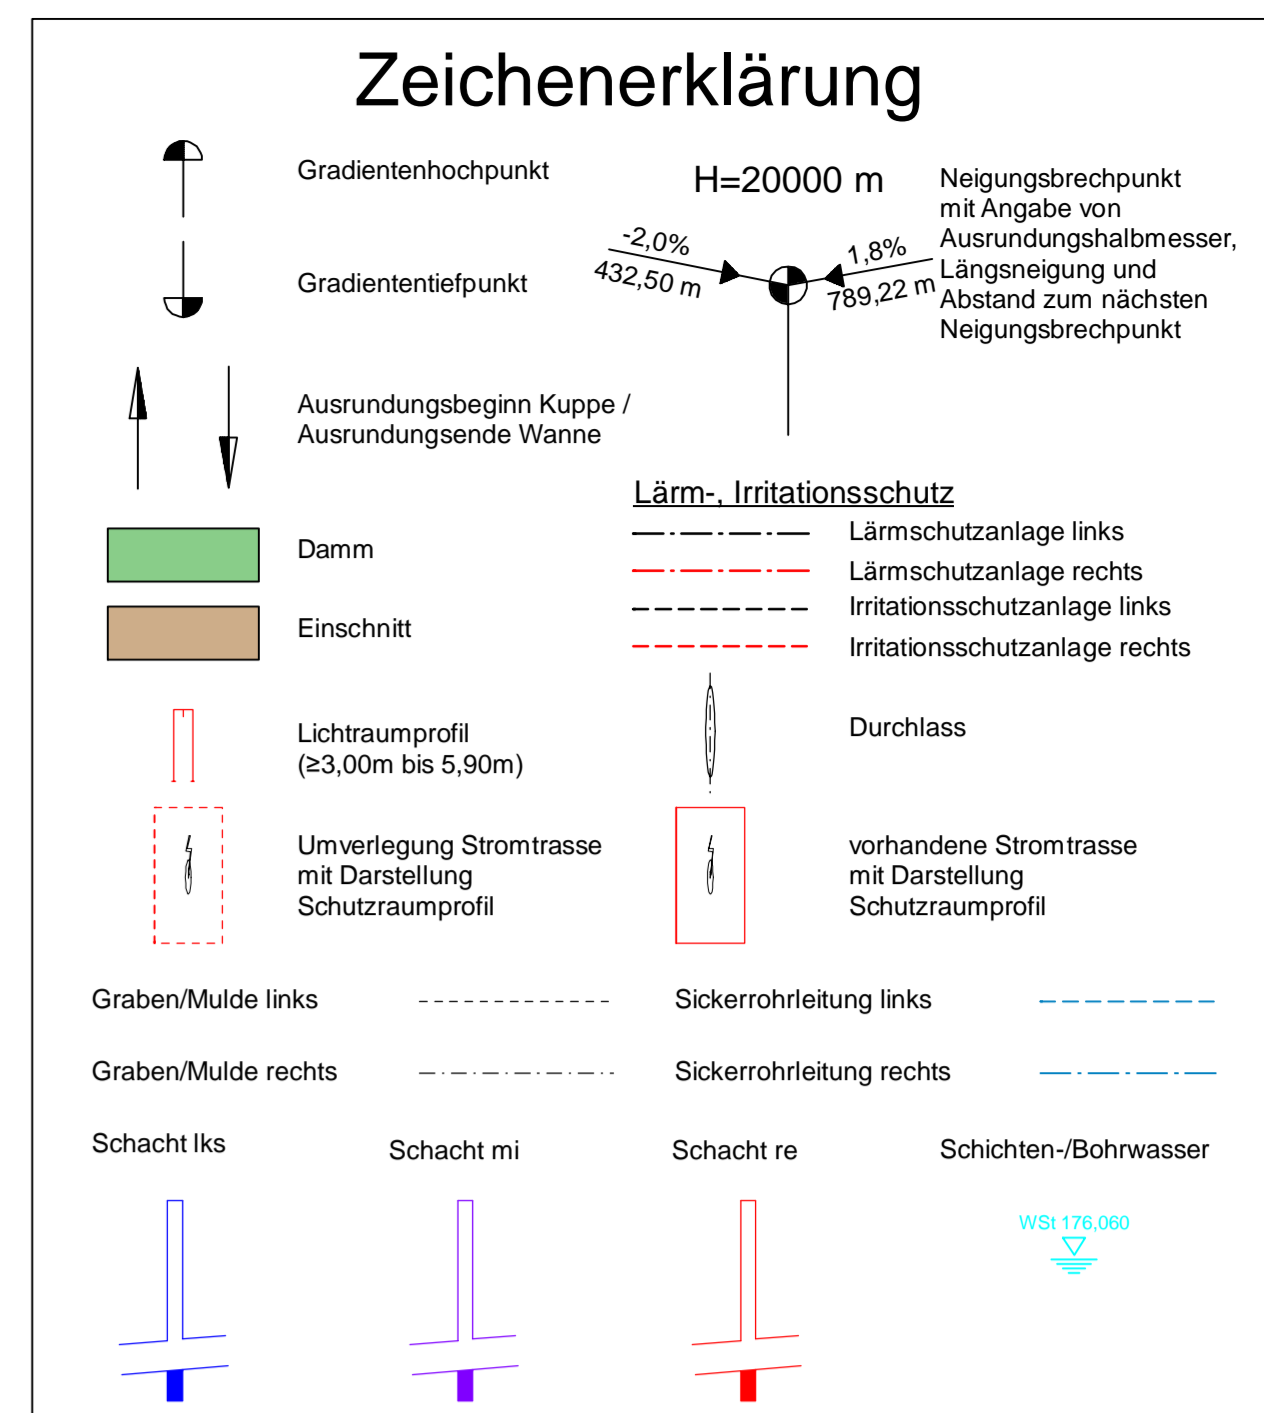 Zeichenerklärung
Gradientenhochpunkt
Gradiententiefpunkt
H=20000 m
-2,0%
432,50 m
1,8%
789,22 m
Neigungsbrechpunkt
mit Angabe von
Ausrundungshalbmesser,
Längsneigung und
Abstand zum nächsten
Neigungsbrechpunkt
Ausrundungsbeginn Kuppe /
Ausrundungsende Wanne
Damm
Einschnitt
Lärm-, Irritationsschutz
Lärmschutzanlage links
Lärmschutzanlage rechts
Irritationsschutzanlage links
Irritationsschutzanlage rechts
Lichtraumprofil
(≥3,00m bis 5,90m)
Durchlass
Umverlegung Stromtrasse
mit Darstellung
Schutzraumprofil
vorhandene Stromtrasse
mit Darstellung
Schutzraumprofil
Graben/Mulde links
Sickerrohrleitung links
Graben/Mulde rechts
Sickerrohrleitung rechts
Schacht lks
Schacht mi
Schacht re
Schichten-/Bohrwasser
WSt 176,060